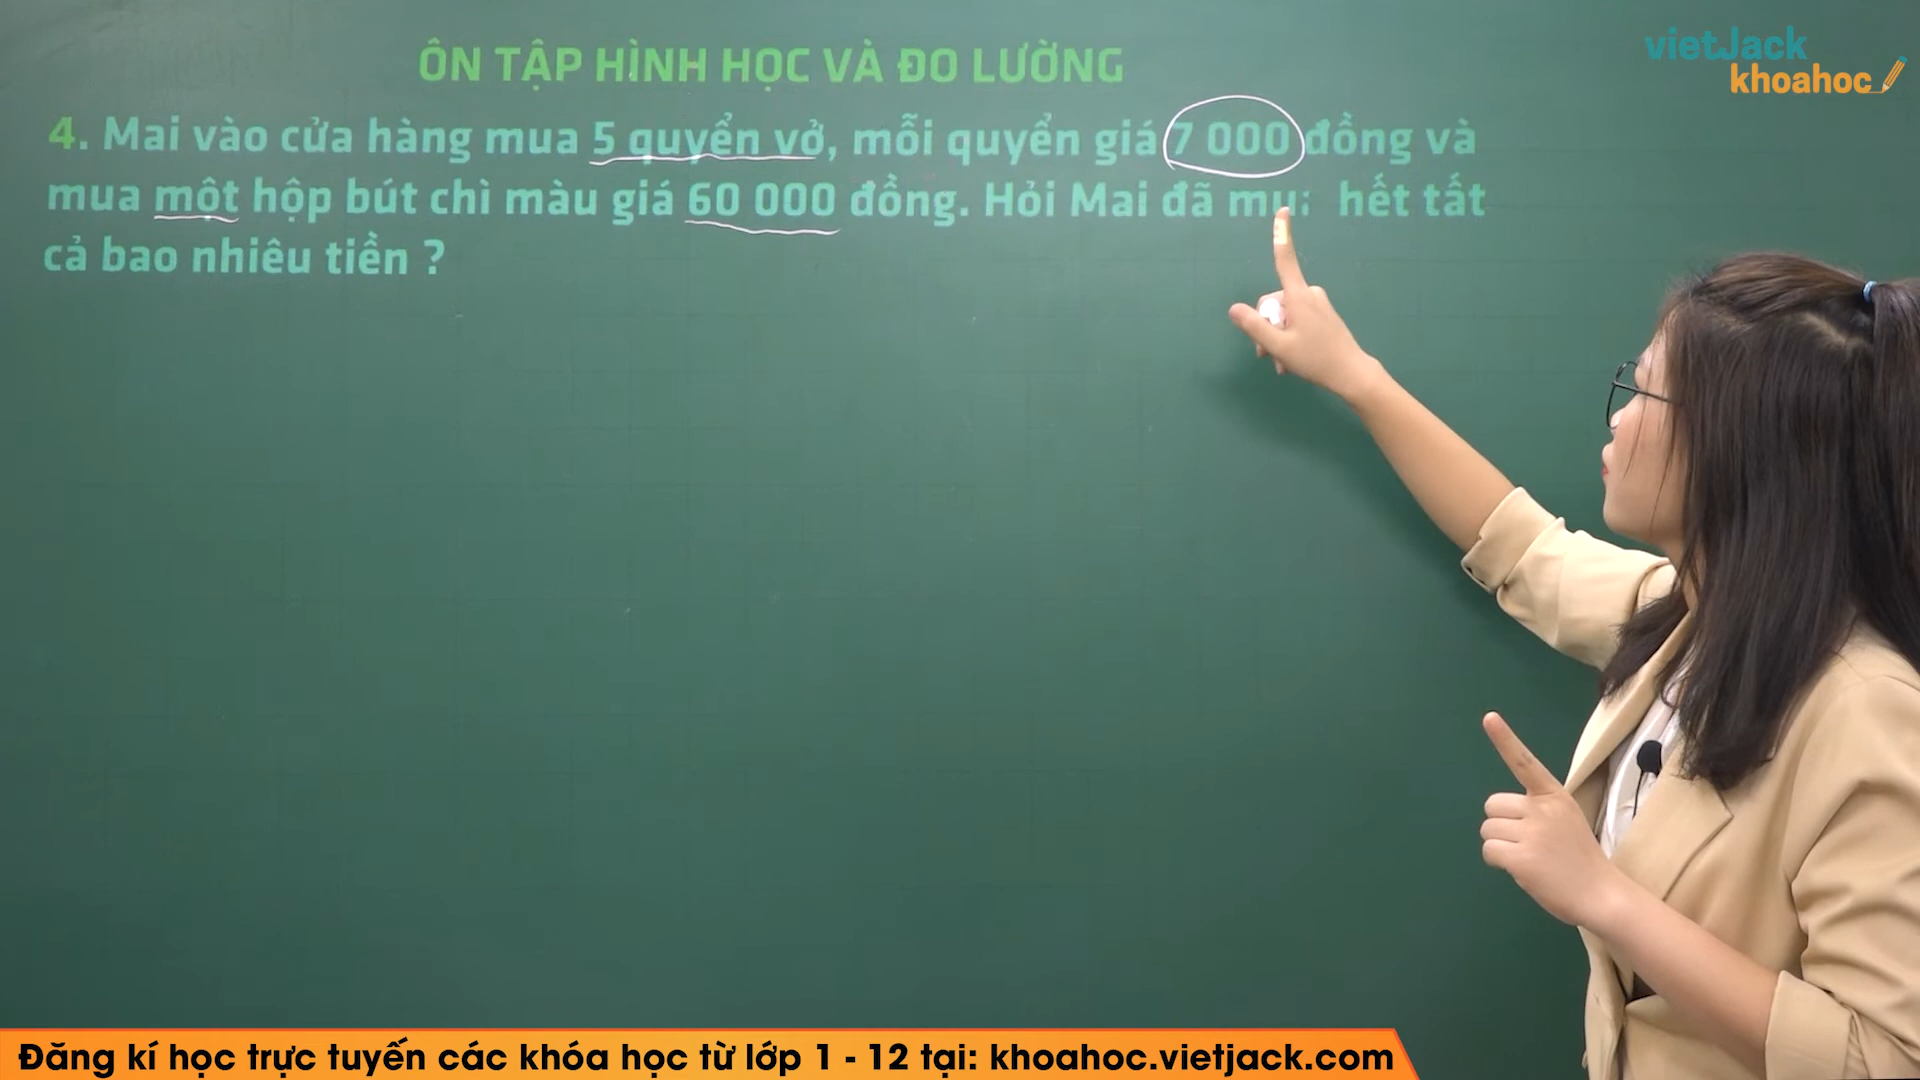 vietJack
khoahoc
ÔN TẬP HÌNH HỌC VÀ ĐO LƯỜNG
4. Mai vào cửa hàng mua 5 quyển vở, mỗi quyển giá 7 000 đồng và
mua một hộp bút chì màu giá 60 000 đồng. Hỏi Mai đã hết tất
cả bao nhiêu tiền ?
Đăng kí học trực tuyến các khóa học từ lớp 1 - 12 tại: khoahoc.vietjack.com